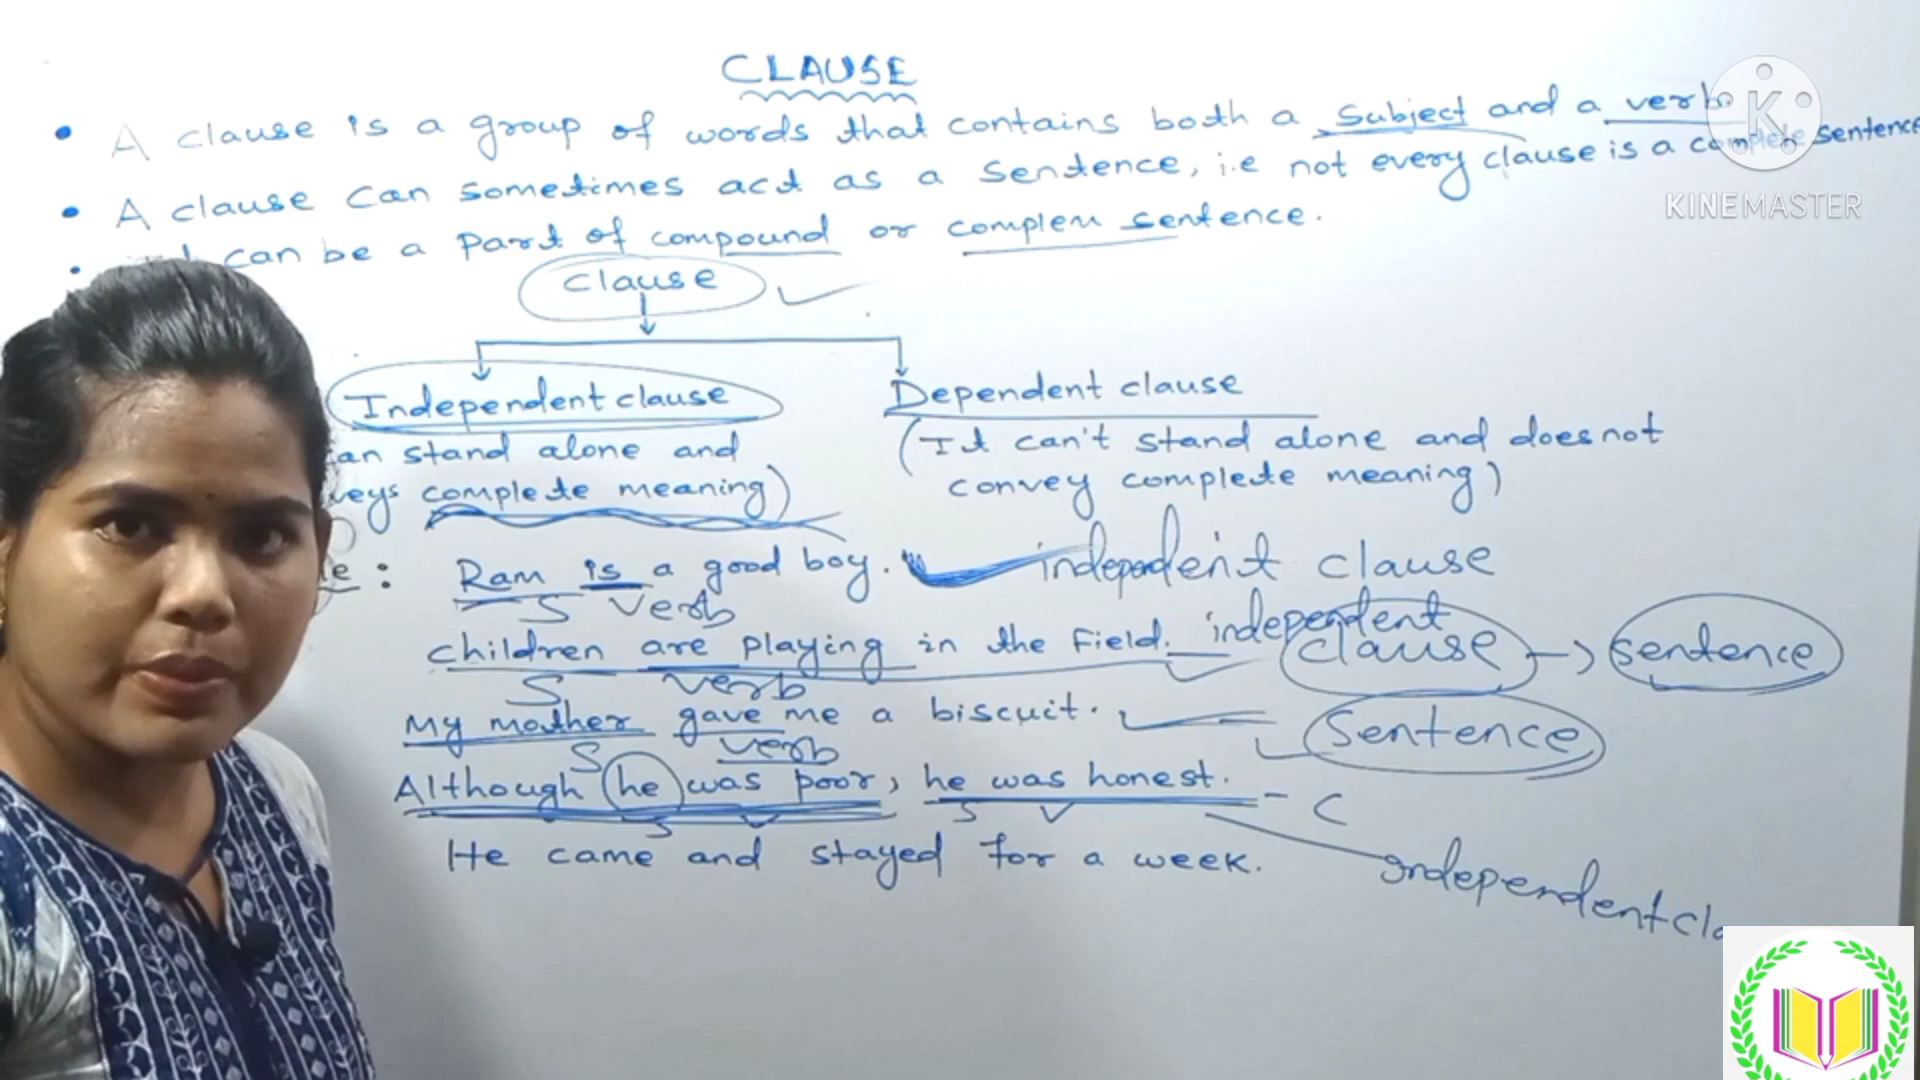 CLAUSE
• A clause is a group of words that contains both a subject and a verb
• A clause can sometimes act as a sentence, i.e not every clause is a complete sentence
• can be a part of compound or complex sentence.
KINEMASTER
clause
Independent clause Dependent clause
an stand alone and (It can't stand alone and does not
veys complete meaning) convey complete meaning)
e : Ram is a good boy. independent clause
S Verb
children are playing in the Field. independent clause → sentence
S verb
My mother gave me a biscuit. sentence
S verb
Although he was poor, he was honest. - C
S V S V
He came and stayed for a week. Independent cla